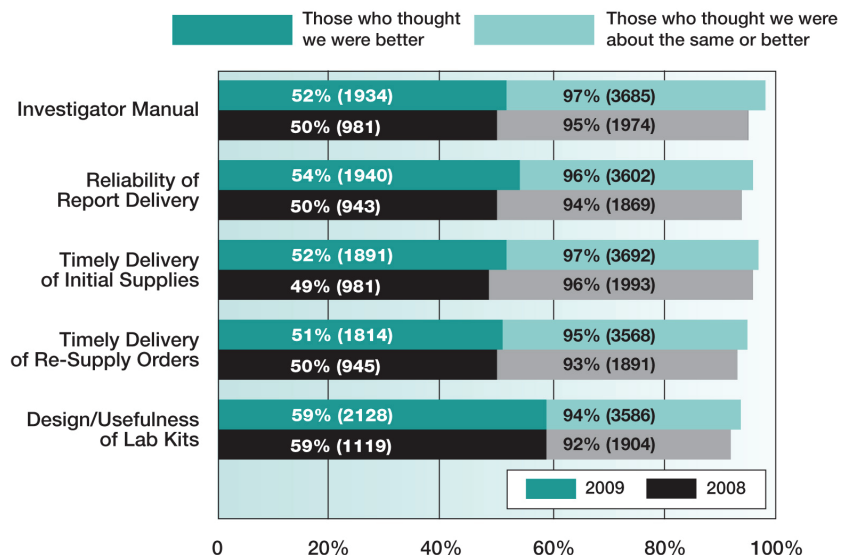 Those who thought
we were better
Those who thought we were
about the same or better
Investigator Manual
52% (1934)
97% (3685)
50% (981)
95% (1974)
Reliability of
Report Delivery
54% (1940)
96% (3602)
50% (943)
94% (1869)
Timely Delivery
of Initial Supplies
52% (1891)
97% (3692)
49% (981)
96% (1993)
Timely Delivery
of Re-Supply Orders
51% (1814)
95% (3568)
50% (945)
93% (1891)
Design/Usefulness
of Lab Kits
59% (2128)
94% (3586)
59% (1119)
92% (1904)
2009
2008
0
20%
40%
60%
80%
100%